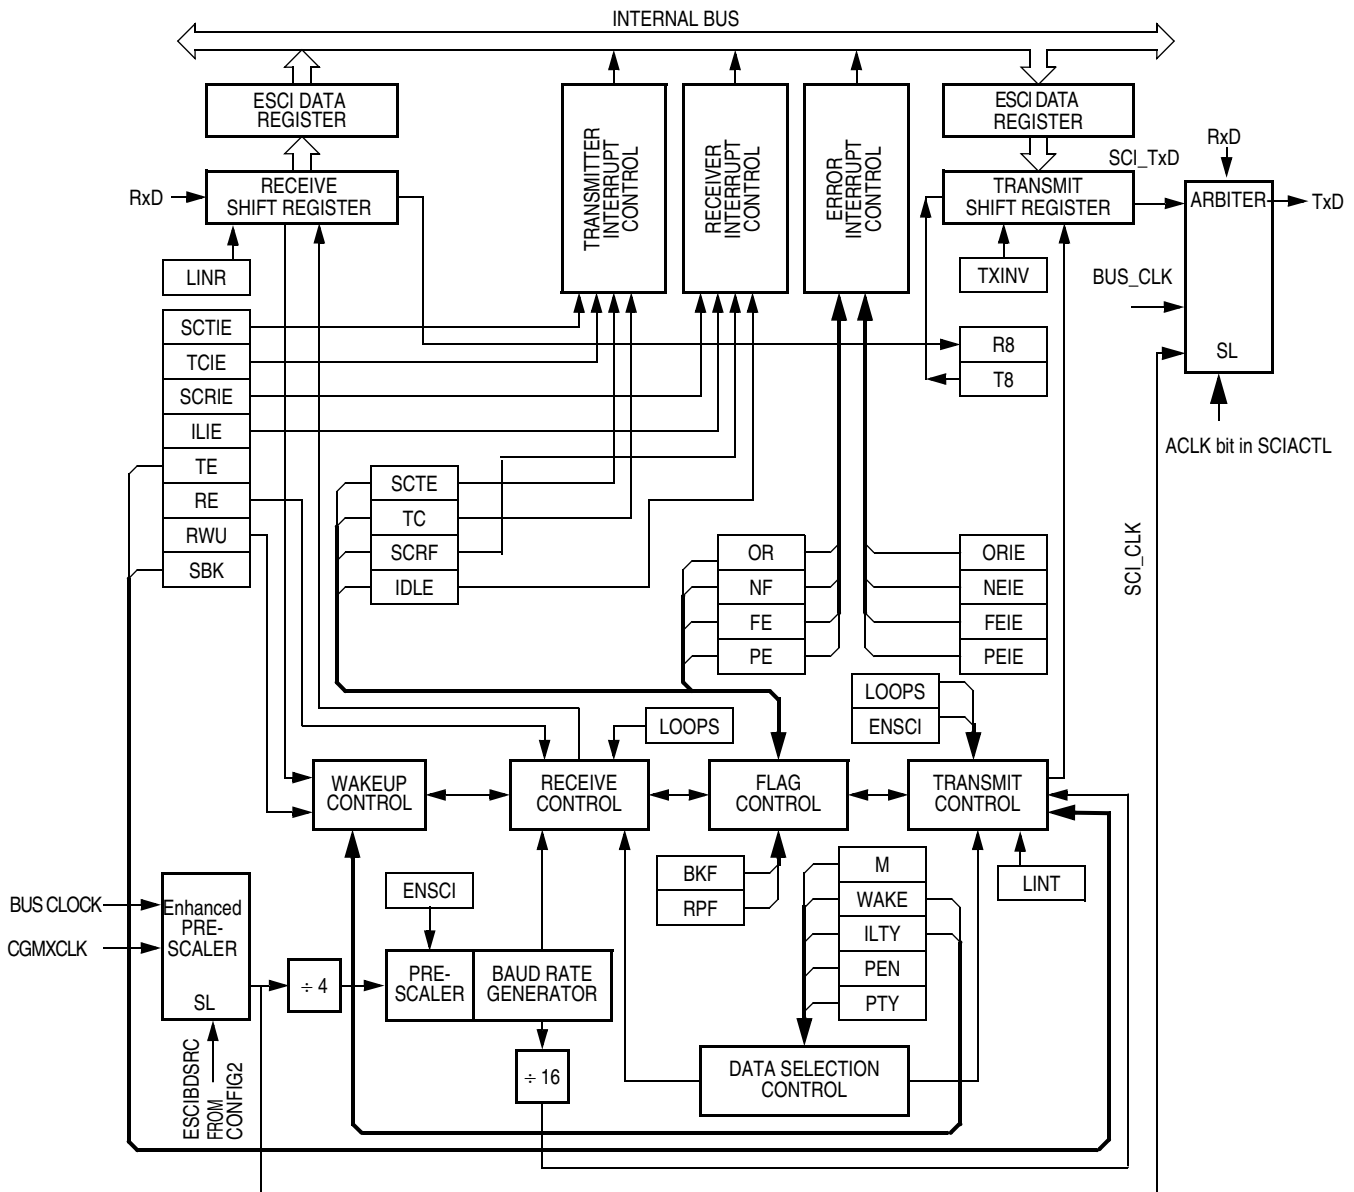 INTERNAL BUS
ESCI DATA
REGISTER
TRANSMITTER
INTERRUPT
CONTROL
RECEIVER
INTERRUPT
CONTROL
ERROR
INTERRUPT
CONTROL
ESCI DATA
REGISTER
RxD
RECEIVE
SHIFT REGISTER
TRANSMIT
SHIFT REGISTER
SCI_TxD
RxD
ARBITER
TxD
LINR
TXINV
BUS_CLK
SL
ACLK bit in SCIACTL
SCTIE
TCIE
SCRIE
ILIE
TE
RE
RWU
SBK
R8
T8
SCTE
TC
SCRF
IDLE
OR
NF
FE
PE
ORIE
NEIE
FEIE
PEIE
SCI_CLK
LOOPS
LOOPS
ENSCI
WAKEUP
CONTROL
RECEIVE
CONTROL
FLAG
CONTROL
TRANSMIT
CONTROL
BKF
RPF
M
WAKE
ILTY
PEN
PTY
LINT
BUS CLOCK
CGMXCLK
Enhanced
PRE-
SCALER
SL
ESCIBDSRC
FROM
CONFIG2
÷ 4
ENSCI
PRE-
SCALER
BAUD RATE
GENERATOR
÷ 16
DATA SELECTION
CONTROL